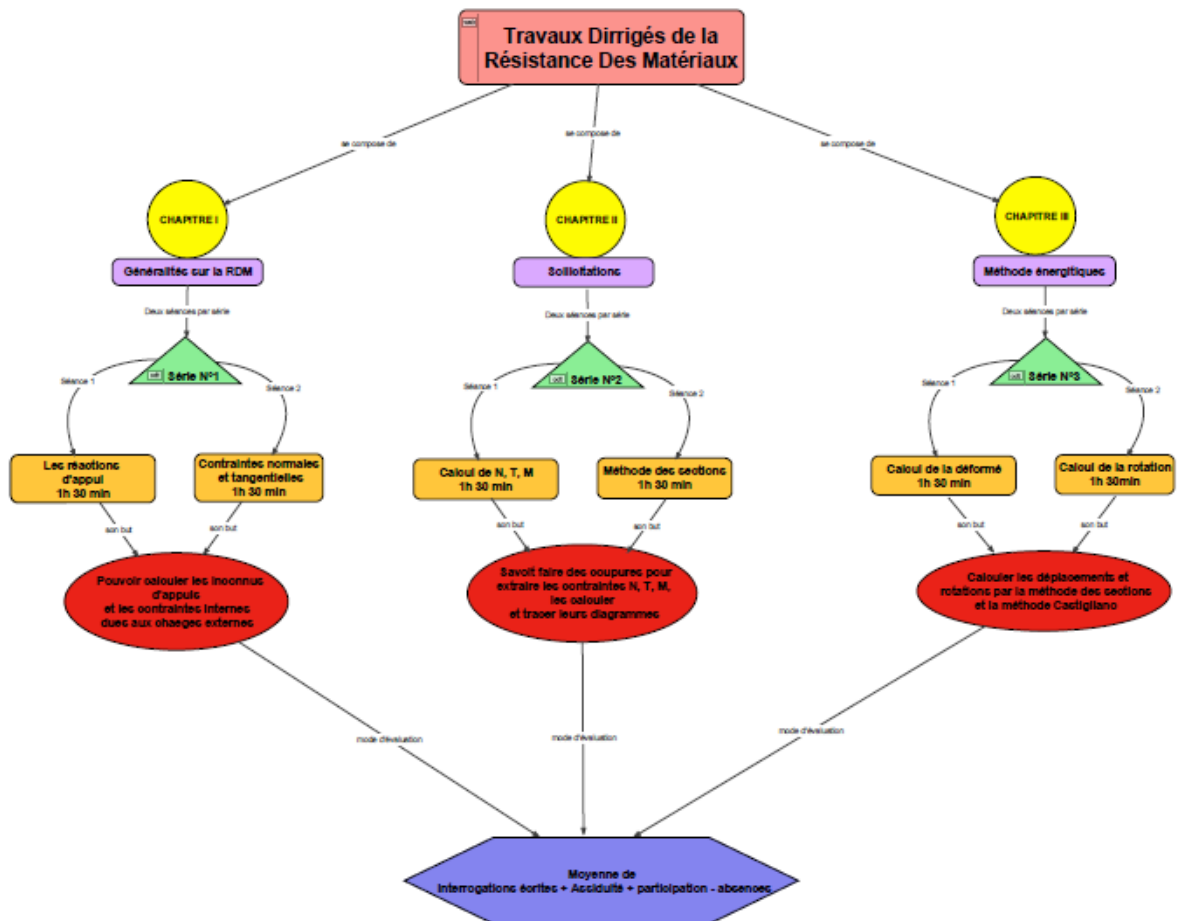 Travaux Dirrigés de la
Résistance Des Matériaux
se compose de
se compose de
se compose de
CHAPITRE I
CHAPITRE II
CHAPITRE III
Généralités sur la RDM
Sollicitations
Méthode énergitiques
Deux séances par série
Deux séances par série
Deux séances par série
Série N°1
Série N°2
Série N°3
Séance 1
Séance 2
Séance 1
Séance 2
Séance 1
Séance 2
Les réactions
d'appui
1h 30 min
Contraintes normales
et tangentielles
1h 30 min
Calcul de N, T, M
1h 30 min
Méthode des sections
1h 30 min
Calcul de la déformé
1h 30 min
Calcul de la rotation
1h 30min
son but
son but
son but
son but
son but
son but
Pouvoir calculer les inconnus
d'appuis
et les contraintes internes
dues aux chaeges externes
Savoit faire des coupures pour
extraire les contraintes N, T, M,
les calculer
et tracer leurs diagrammes
Calculer les déplacements et
rotations par la méthode des sections
et la méthode Castigliano
mode d'évaluation
mode d'évaluation
mode d'évaluation
Moyenne de
Interrogations écrites + Assiduité + participation - absences